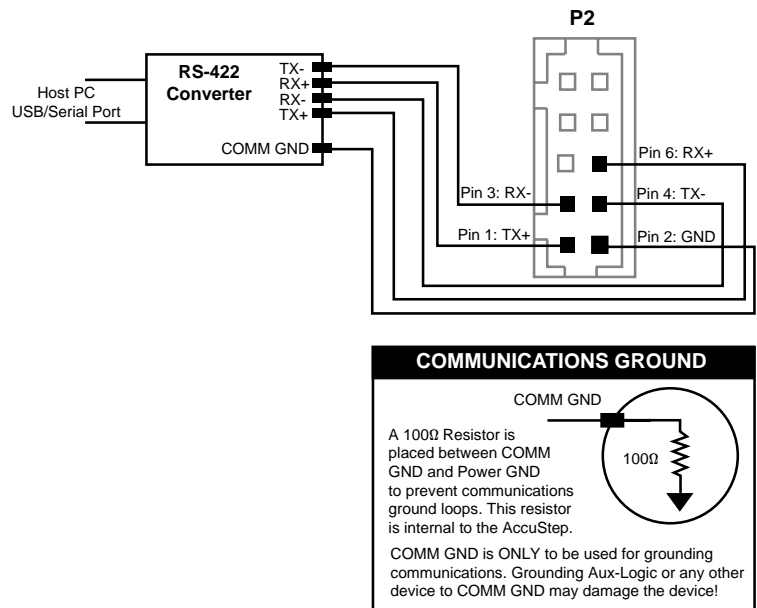 P2
RS-422
Converter
TX-
RX+
RX-
TX+
COMM GND
Host PC
USB/Serial Port
Pin 6: RX+
Pin 3: RX-
Pin 4: TX-
Pin 1: TX+
Pin 2: GND
COMMUNICATIONS GROUND
COMM GND
A 100Ω Resistor is
placed between COMM
GND and Power GND
to prevent communications
ground loops. This resistor
is internal to the AccuStep.
100Ω
COMM GND is ONLY to be used for grounding
communications. Grounding Aux-Logic or any other
device to COMM GND may damage the device!